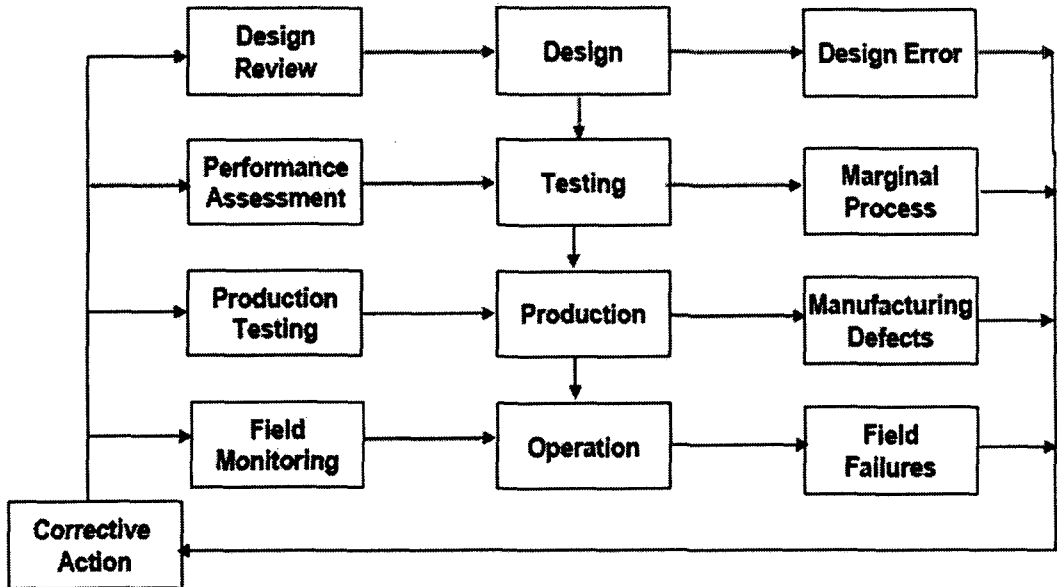 Design
Review
Design
Design Error
Performance
Assessment
Testing
Marginal
Process
Production
Testing
Production
Manufacturing
Defects
Field
Monitoring
Operation
Field
Failures
Corrective
Action